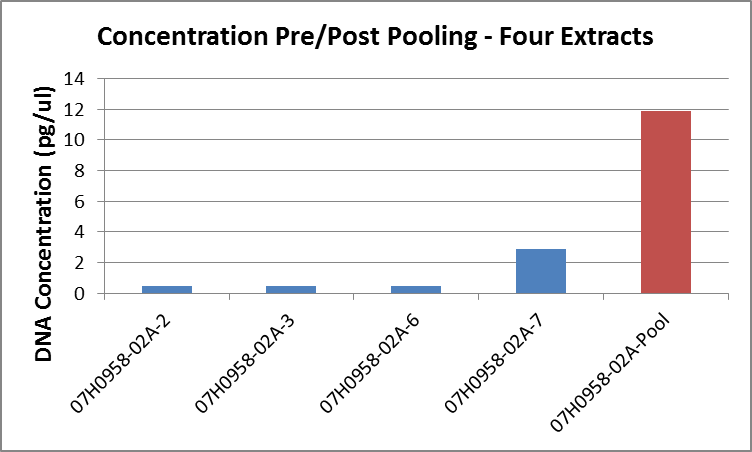 Concentration Pre/Post Pooling - Four Extracts
DNA Concentration (pg/ul)
14
12
10
8
6
4
2
0
07H0958-02A-2
07H0958-02A-3
07H0958-02A-6
07H0958-02A-7
07H0958-02A-Pool